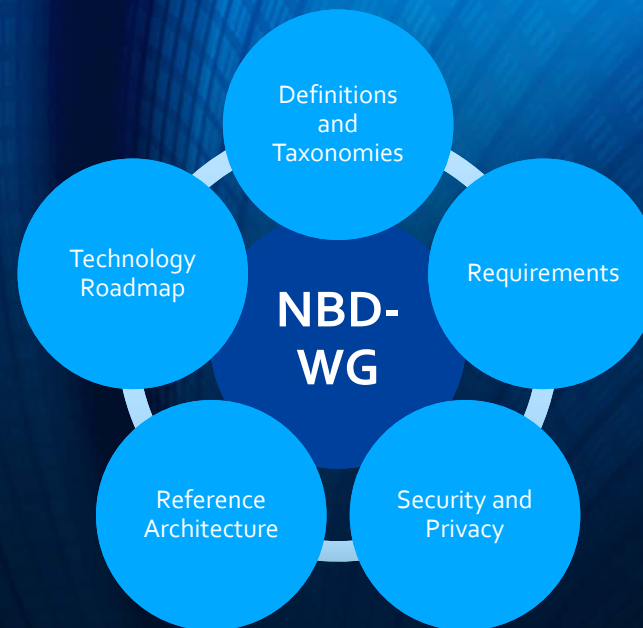 Definitions
and
Taxonomies
Requirements
Security and
Privacy
Reference
Architecture
Technology
Roadmap
NBD-
WG